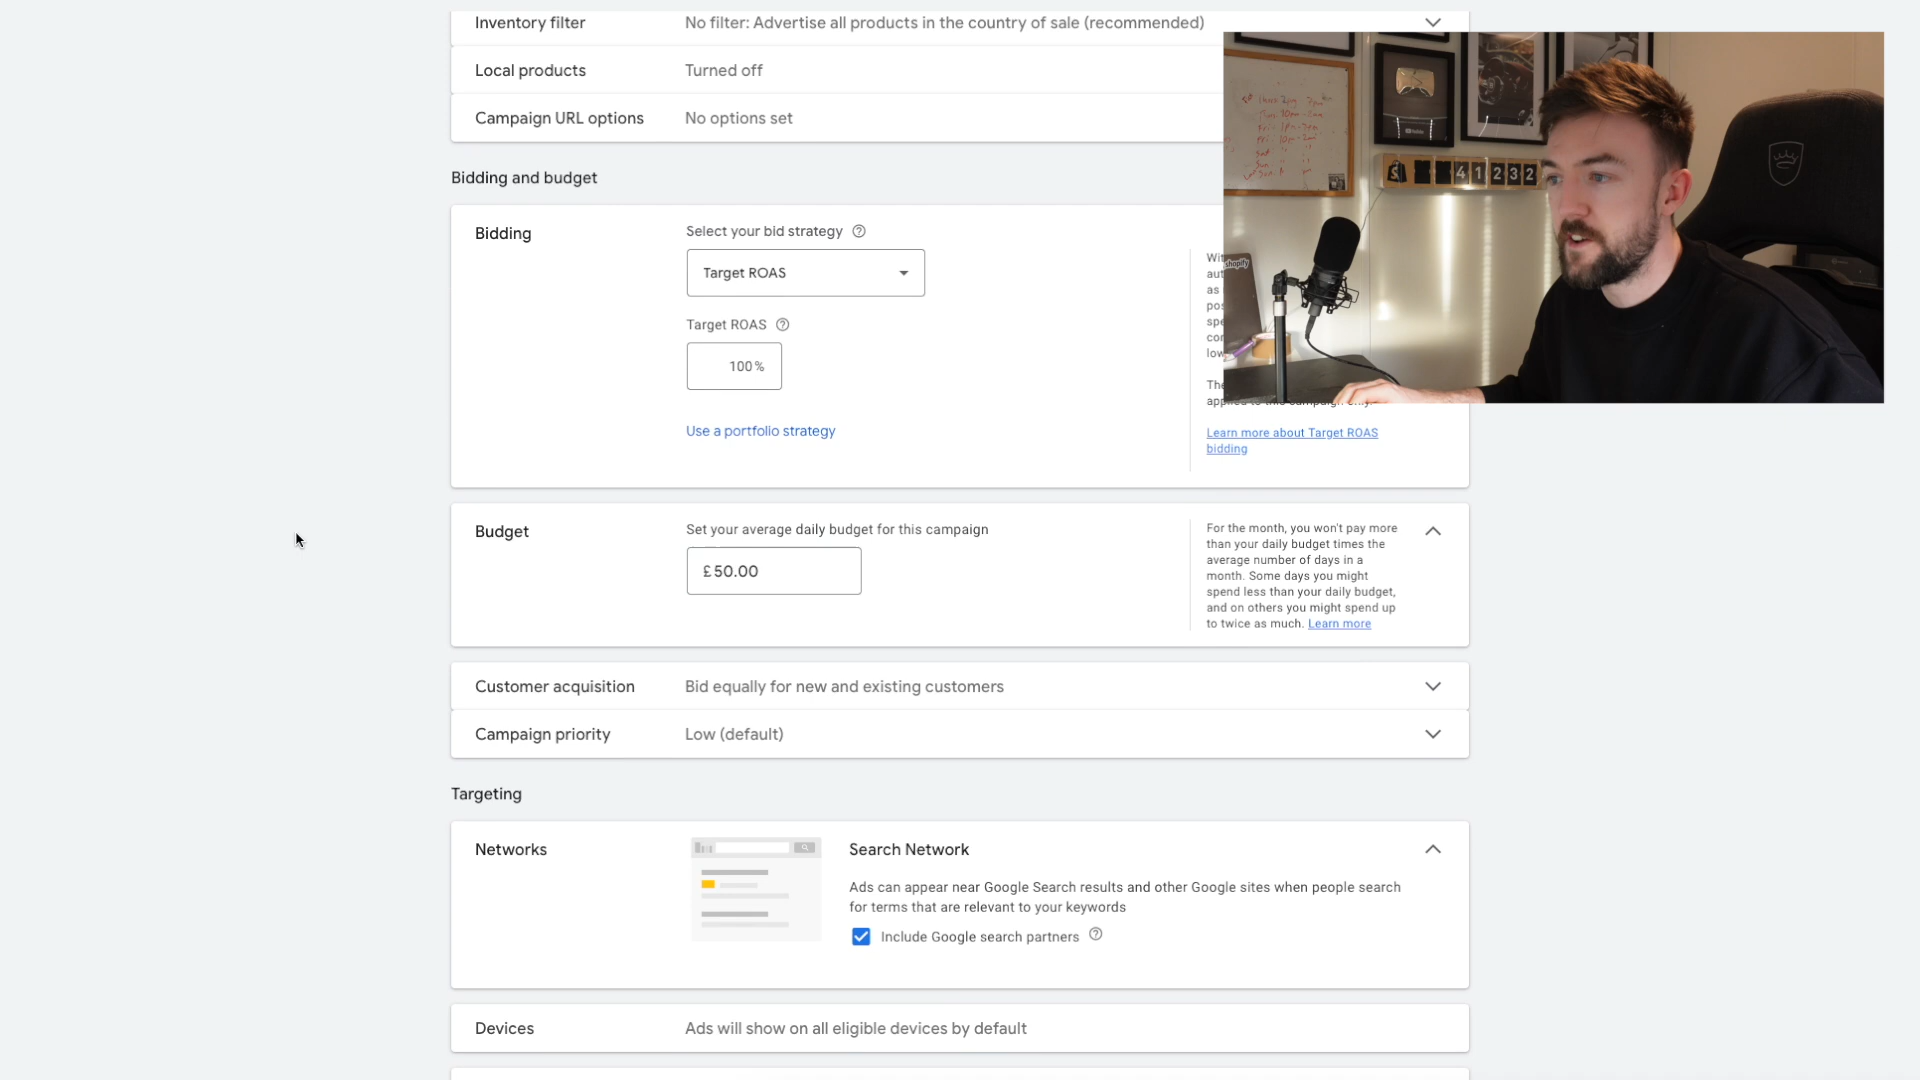 Inventory filter
No filter: Advertise all products in the country of sale (recommended)
Local products
Turned off
Campaign URL options
No options set
Bidding and budget
Bidding
Select your bid strategy
Target ROAS
Target ROAS
100%
Use a portfolio strategy
Learn more about Target ROAS
bidding
shopify
41232
Budget
Set your average daily budget for this campaign
£50.00
For the month, you won't pay more
than your daily budget times the
average number of days in a
month. Some days you might
spend less than your daily budget,
and on others you might spend up
to twice as much. Learn more
Customer acquisition
Bid equally for new and existing customers
Campaign priority
Low (default)
Targeting
Networks
Search Network
Ads can appear near Google Search results and other Google sites when people search
for terms that are relevant to your keywords
Include Google search partners
Devices
Ads will show on all eligible devices by default